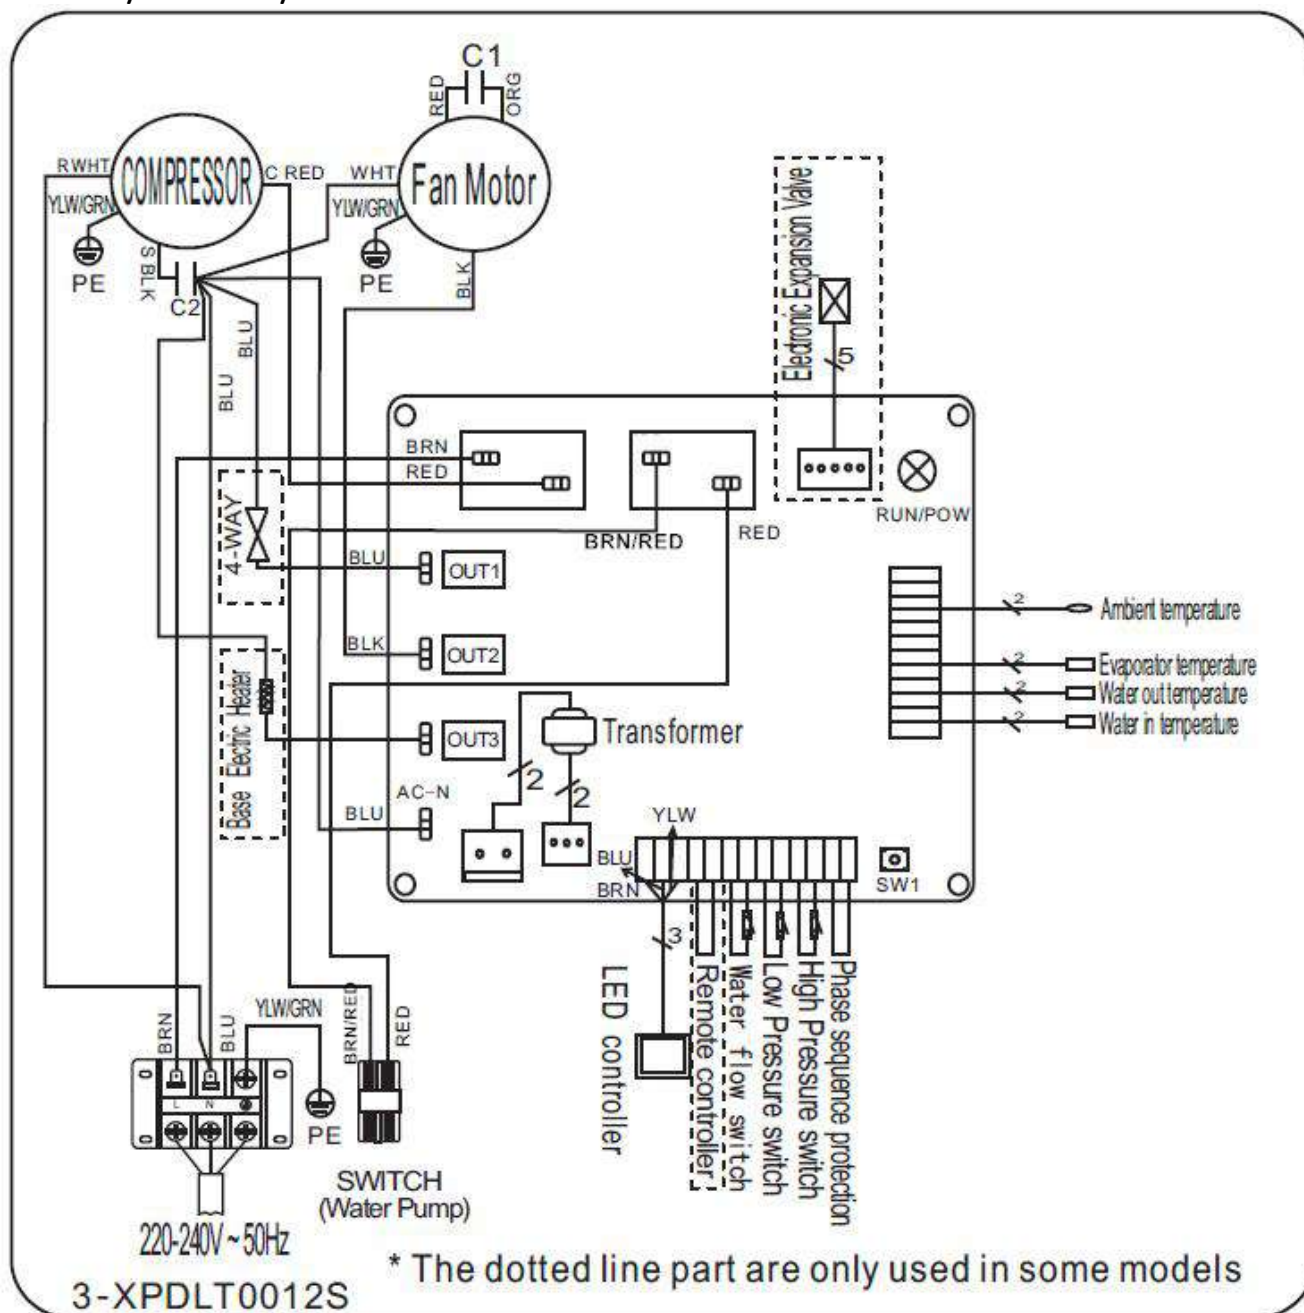 C1
RED
ORG
COMPRESSOR
R WHT
C RED
YLW/GRN
PE
S BLK
C2
WHT
Fan Motor
YLW/GRN
PE
BLK
Electronic Expansion Valve
5
BLU
BLU
BRN
RED
BRN/RED
RED
RUN/POW
4-WAY
BLU
OUT1
BLK
OUT2
Base Electric Heater
OUT3
Transformer
2
2
AC-N
BLU
2
Ambient temperature
2
Evaporator temperature
2
Water out temperature
2
Water in temperature
YLW
BLU
BRN
SW1
3
LED controller
Remote controller
Water flow switch
Low Pressure switch
High Pressure switch
Phase sequence protection
BRN
BLU
YLW/GRN
BRN/RED
RED
L
N
PE
SWITCH
(Water Pump)
220-240V ~ 50Hz
* The dotted line part are only used in some models
3-XPDLT0012S